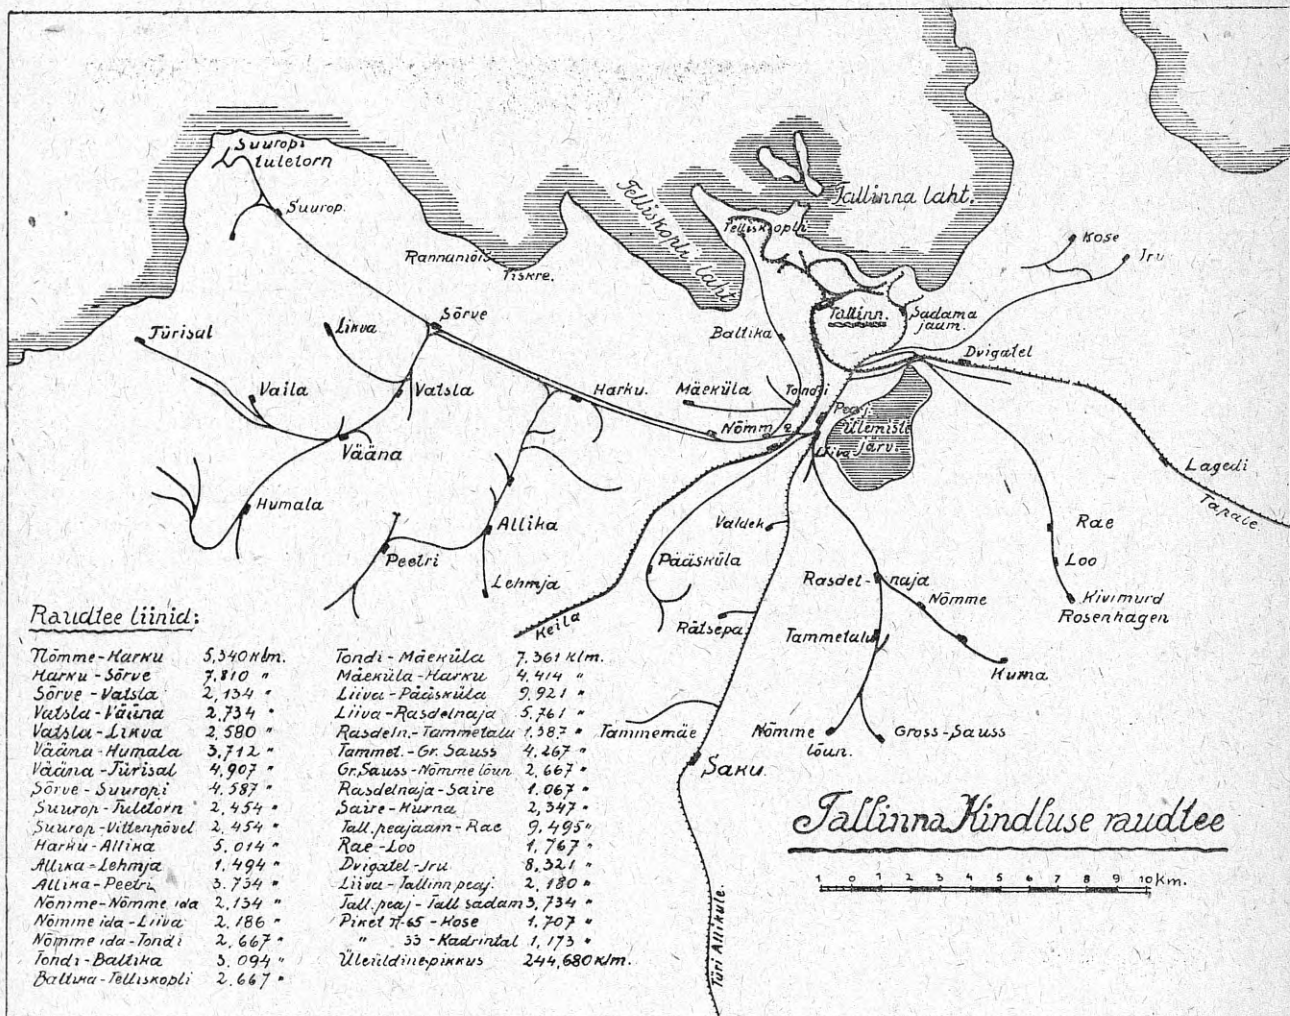 Suuropi
tuletorn
Suurop.
Rannamõis
Tiskre.
Telliskopli laht
Telliskopli
Tallinna laht.
Kose
Iru
Türisal
Likva
Sõrve
Baltika
Tallinn.
Sadama
jaam.
Dvigatel
Vaila
Vatsla
Harku.
Mäeküla
Tondi
Nõmme
Peaj.
Ülemiste
järv.
Liiva
Vääna
Lagedi
Tapale.
Humala
Allika
Peetri
Lehmja
Valdek
Pääsküla
Rae
Loo
Kivimurd
Rosenhagen
Rasdelnaja
Nõmme
Keila
Rätsepa
Tammetalu
Kurna
Tammemäe
Nõmme
lõun.
Gross-Sauss
Saku.
Türi Allikule.
Raudtee liinid:
Nõmme-Harku 5,340 klm.
Harku-Sõrve 7,810 "
Sõrve-Vatsla 2,134 "
Vatsla-Vääna 2,734 "
Vatsla-Likva 2,580 "
Vääna-Humala 3,712 "
Vääna-Türisal 4,907 "
Sõrve-Suuropi 4,587 "
Suurop-Tuletorn 2,454 "
Suurop-Vittenpövel 2,454 "
Harku-Allika 5,014 "
Allika-Lehmja 1,494 "
Allika-Peetri 3,734 "
Nõmme-Nõmme ida 2,134 "
Nõmme ida-Liiva 2,186 "
Nõmme ida-Tondi 2,667 "
Tondi-Baltika 3,094 "
Baltika-Telliskopli 2,667 "
Tondi-Mäeküla 7,361 klm.
Mäeküla-Harku 4,414 "
Liiva-Pääsküla 9,921 "
Liiva-Rasdelnaja 5,761 "
Rasdeln.-Tammetalu 1,387 "
Tammet.-Gr. Sauss 4,267 "
Gr. Sauss-Nõmme lõun 2,667 "
Rasdelnaja-Saire 1,067 "
Saire-Kurna 2,347 "
Tall. peajaam-Rae 9,495 "
Rae-Loo 1,767 "
Dvigatel-Iru 8,321 "
Liiva-Tallinn peaj. 2,180 "
Tall. peaj-Tall sadam 3,734 "
Piket n-65-Kose 1,707 "
" 33-Kadrintal 1,173 "
Üleüldine pikkus 244,680 klm.
Tallinna Kindluse raudtee
1 0 1 2 3 4 5 6 7 8 9 10 km.